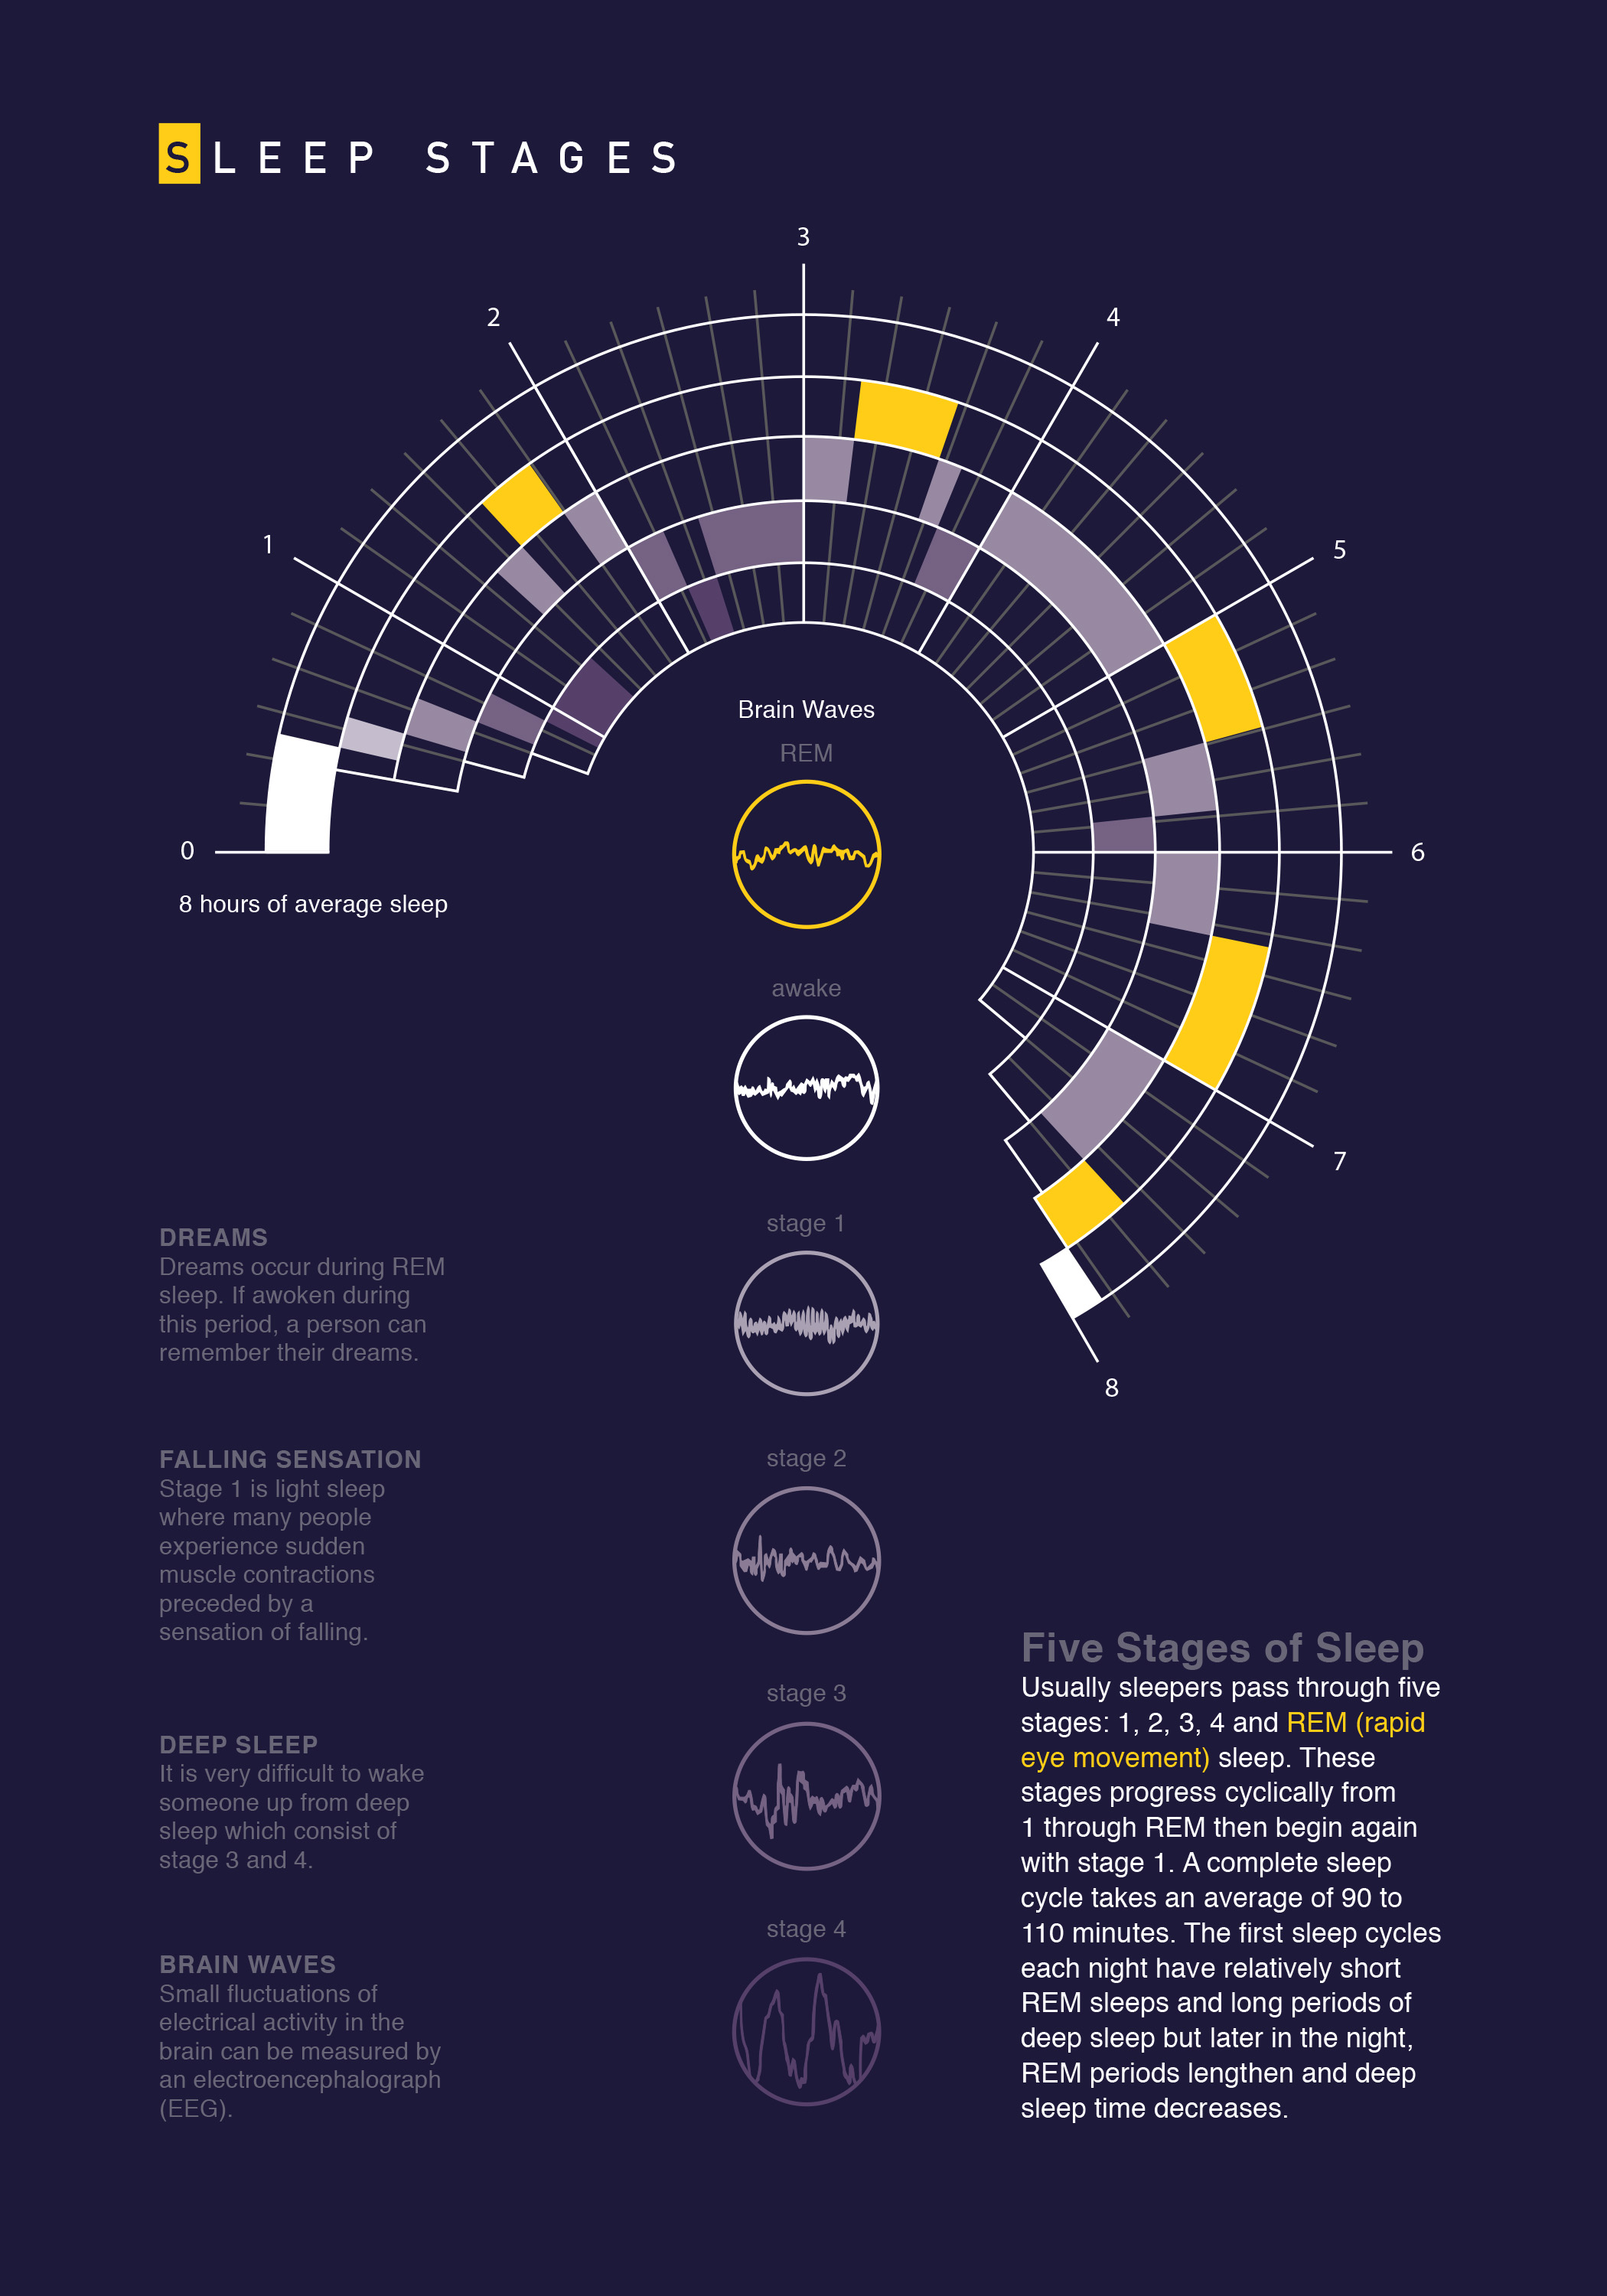 SLEEP STAGES
3
2
4
1
5
Brain Waves
REM
0
6
8 hours of average sleep
awake
7
stage 1
8
DREAMS
Dreams occur during REM
sleep. If awoken during
this period, a person can
remember their dreams.
FALLING SENSATION
Stage 1 is light sleep
where many people
experience sudden
muscle contractions
preceded by a
sensation of falling.
DEEP SLEEP
It is very difficult to wake
someone up from deep
sleep which consist of
stage 3 and 4.
BRAIN WAVES
Small fluctuations of
electrical activity in the
brain can be measured by
an electroencephalograph
(EEG).
stage 2
stage 3
stage 4
Five Stages of Sleep
Usually sleepers pass through five
stages: 1, 2, 3, 4 and REM (rapid
eye movement) sleep. These
stages progress cyclically from
1 through REM then begin again
with stage 1. A complete sleep
cycle takes an average of 90 to
110 minutes. The first sleep cycles
each night have relatively short
REM sleeps and long periods of
deep sleep but later in the night,
REM periods lengthen and deep
sleep time decreases.